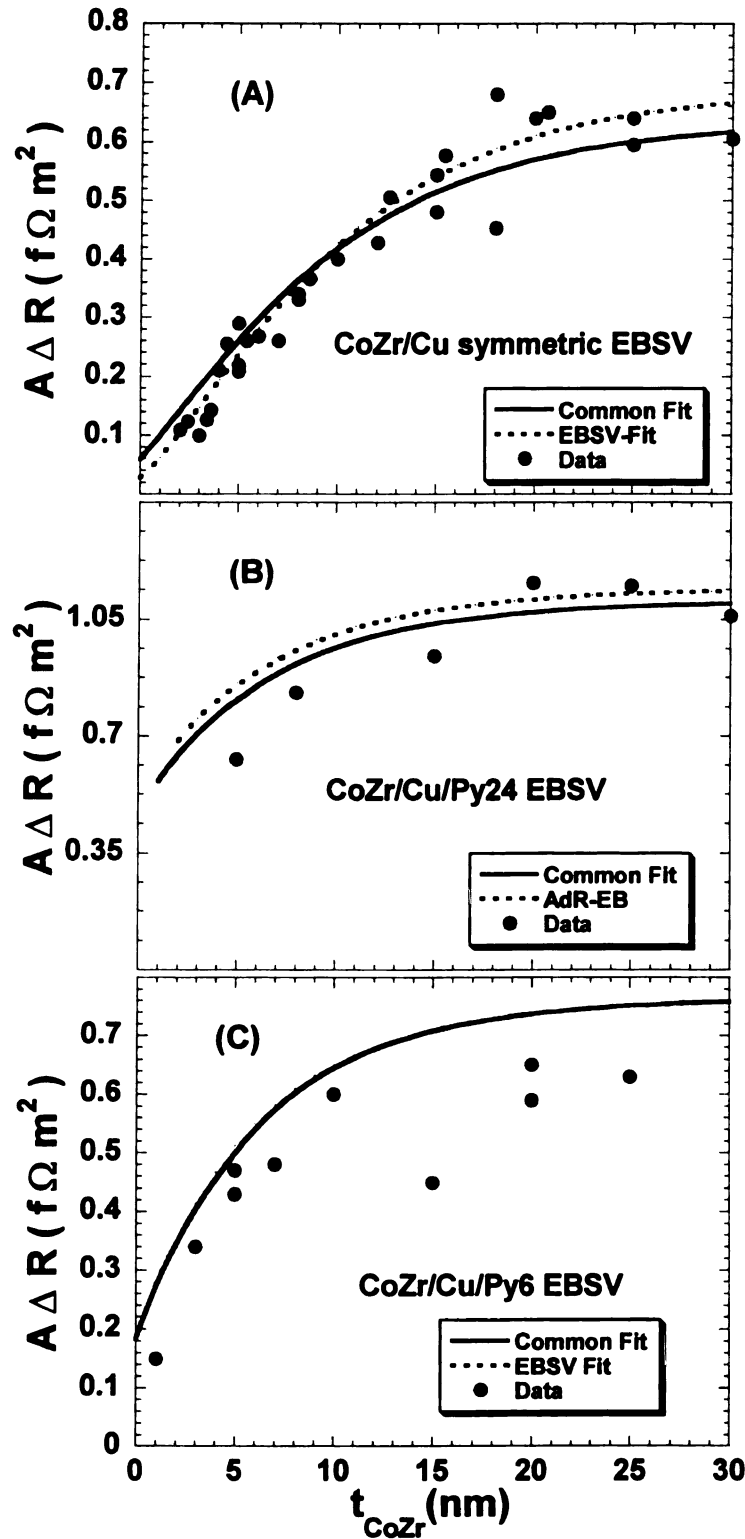 0.8
0.7
0.6
0.5
0.4
0.3
0.2
0.1
A Δ R (f Ω m²)
(A)
CoZr/Cu symmetric EBSV
Common Fit
EBSV-Fit
Data
1.05
0.7
0.35
A Δ R (f Ω m²)
(B)
CoZr/Cu/Py24 EBSV
Common Fit
AdR-EB
Data
0.7
0.6
0.5
0.4
0.3
0.2
0.1
0
A Δ R (f Ω m²)
(C)
CoZr/Cu/Py6 EBSV
Common Fit
EBSV Fit
Data
0 5 10 15 20 25 30
t_CoZr (nm)